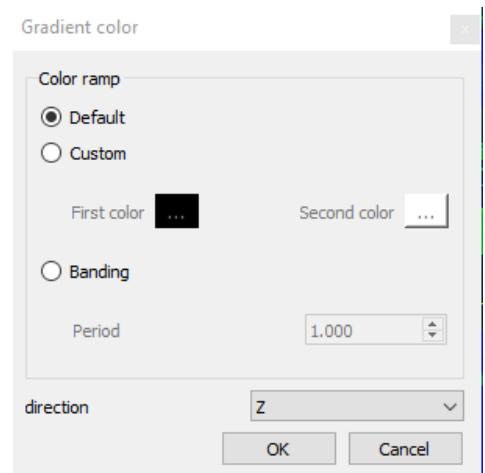 Gradient color
x
Color ramp
Default
Custom
First color ... Second color ...
Banding
Period 1.000
direction Z
OK Cancel